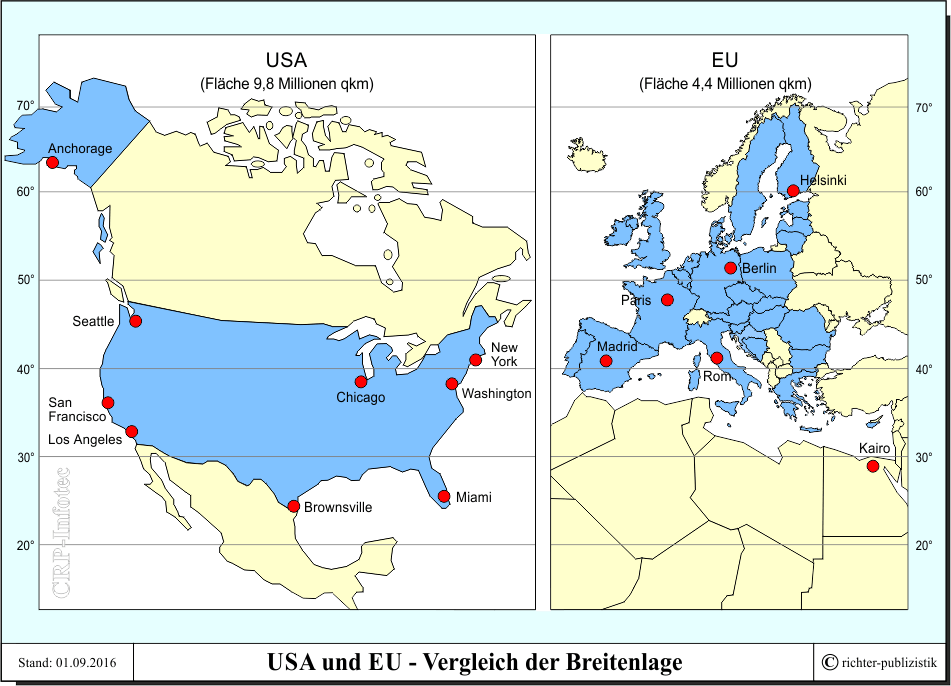 USA
(Fläche 9,8 Millionen qkm)
EU
(Fläche 4,4 Millionen qkm)
70°
70°
Anchorage
Helsinki
60°
60°
Berlin
50°
50°
Paris
Seattle
New
York
Madrid
40°
40°
Rom
Chicago
Washington
San
Francisco
Los Angeles
Kairo
30°
30°
Miami
Brownsville
20°
20°
CRP-Infotec
Stand: 01.09.2016
USA und EU - Vergleich der Breitenlage
© richter-publizistik